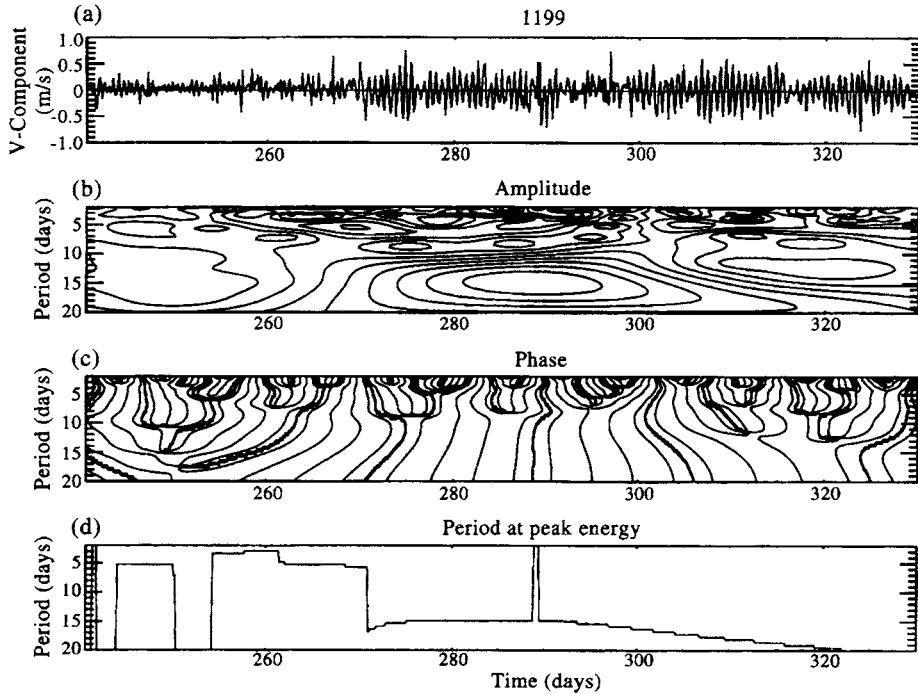 (a)
1199
V-Component
(m/s)
1.0
0.5
0
-0.5
-1.0
260
280
300
320
(b)
Amplitude
Period (days)
5
10
15
20
260
280
300
320
(c)
Phase
Period (days)
5
10
15
20
260
280
300
320
(d)
Period at peak energy
Period (days)
5
10
15
20
260
280
300
320
Time (days)